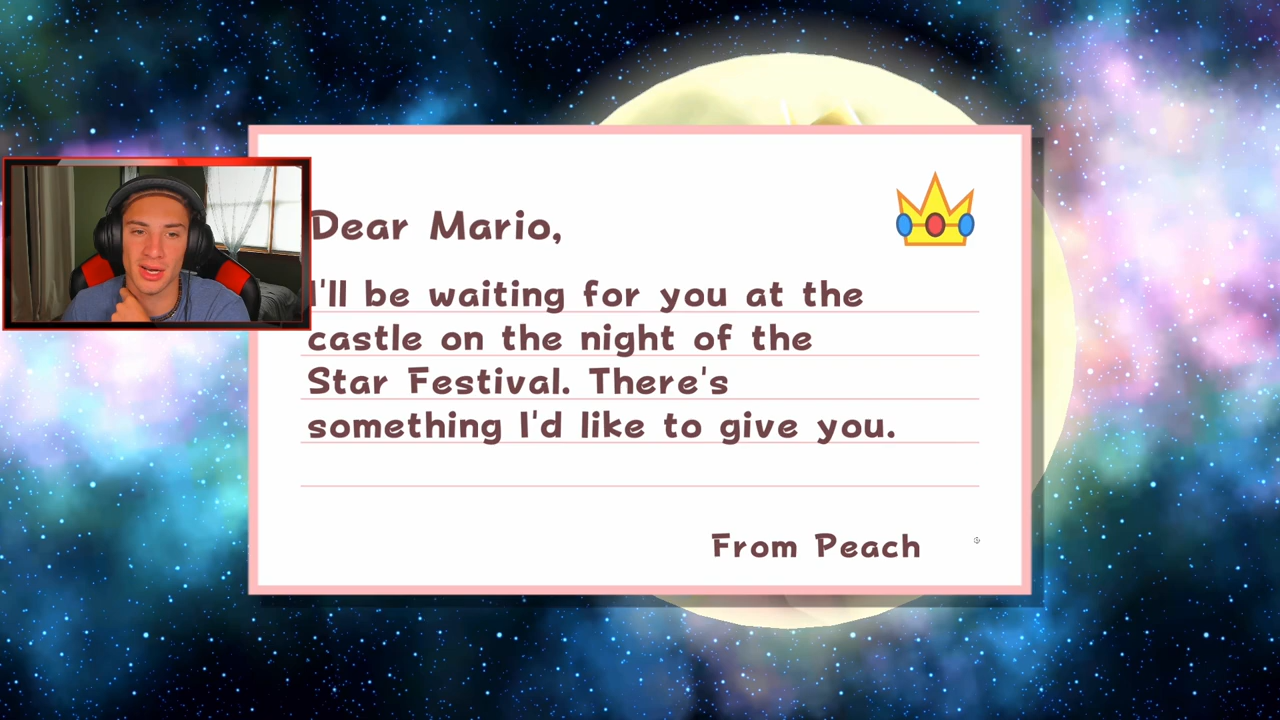 Dear Mario,
I'll be waiting for you at the
castle on the night of the
Star Festival. There's
something I'd like to give you.
From Peach